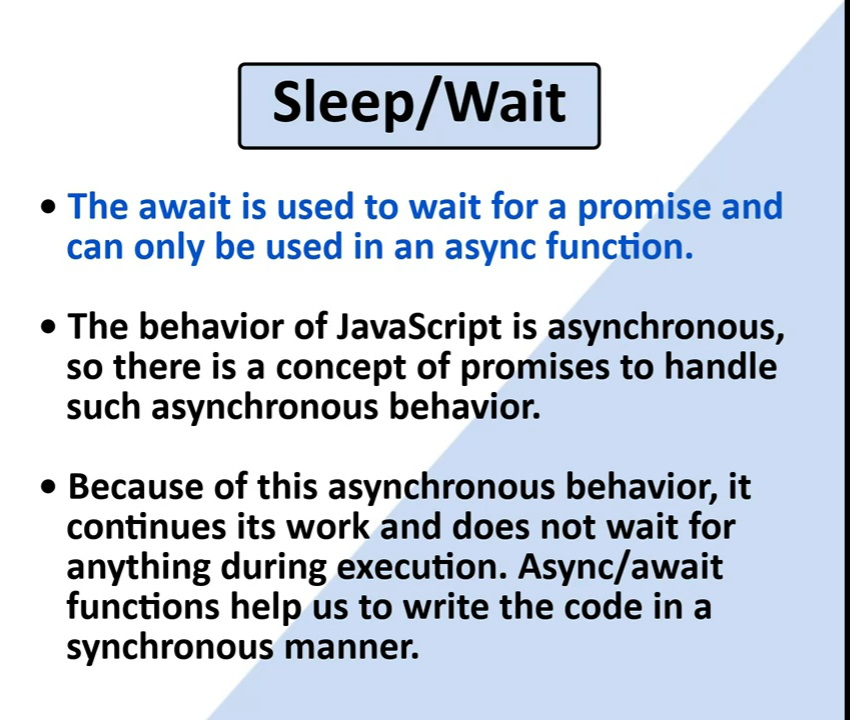 Sleep/Wait
• The await is used to wait for a promise and
can only be used in an async function.
• The behavior of JavaScript is asynchronous,
so there is a concept of promises to handle
such asynchronous behavior.
• Because of this asynchronous behavior, it
continues its work and does not wait for
anything during execution. Async/await
functions help us to write the code in a
synchronous manner.